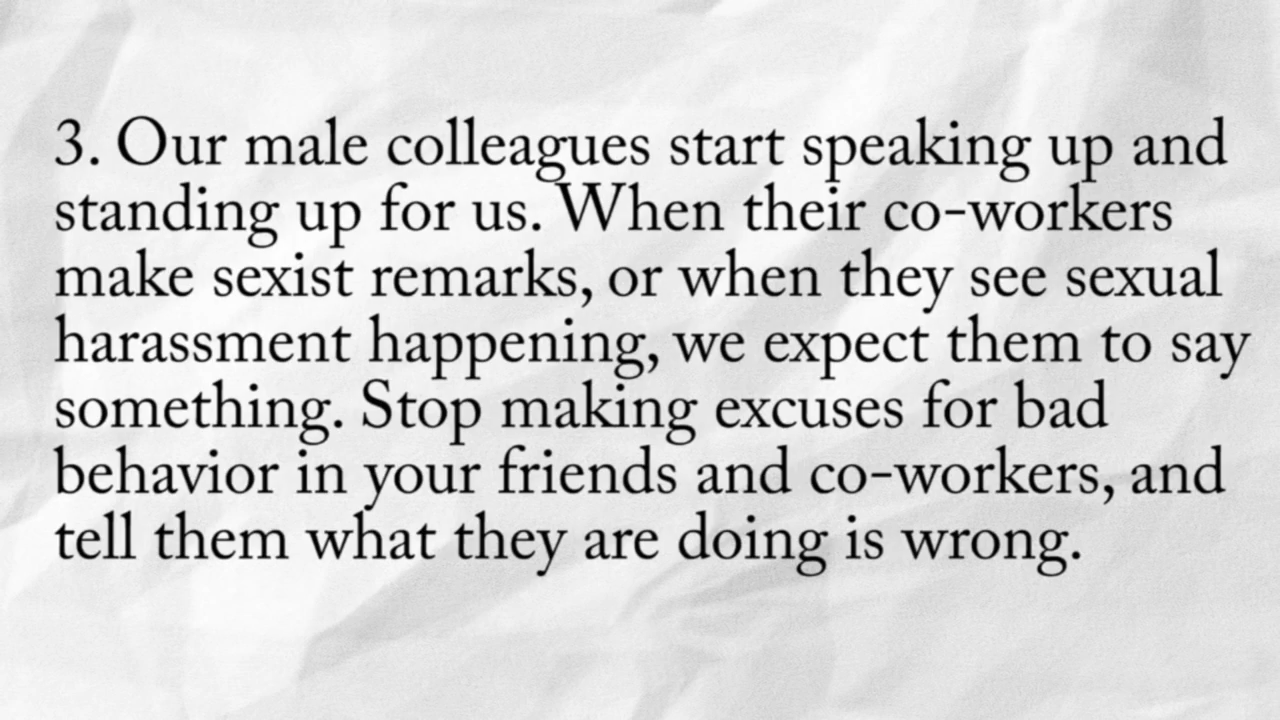 3. Our male colleagues start speaking up and
standing up for us. When their co-workers
make sexist remarks, or when they see sexual
harassment happening, we expect them to say
something. Stop making excuses for bad
behavior in your friends and co-workers, and
tell them what they are doing is wrong.